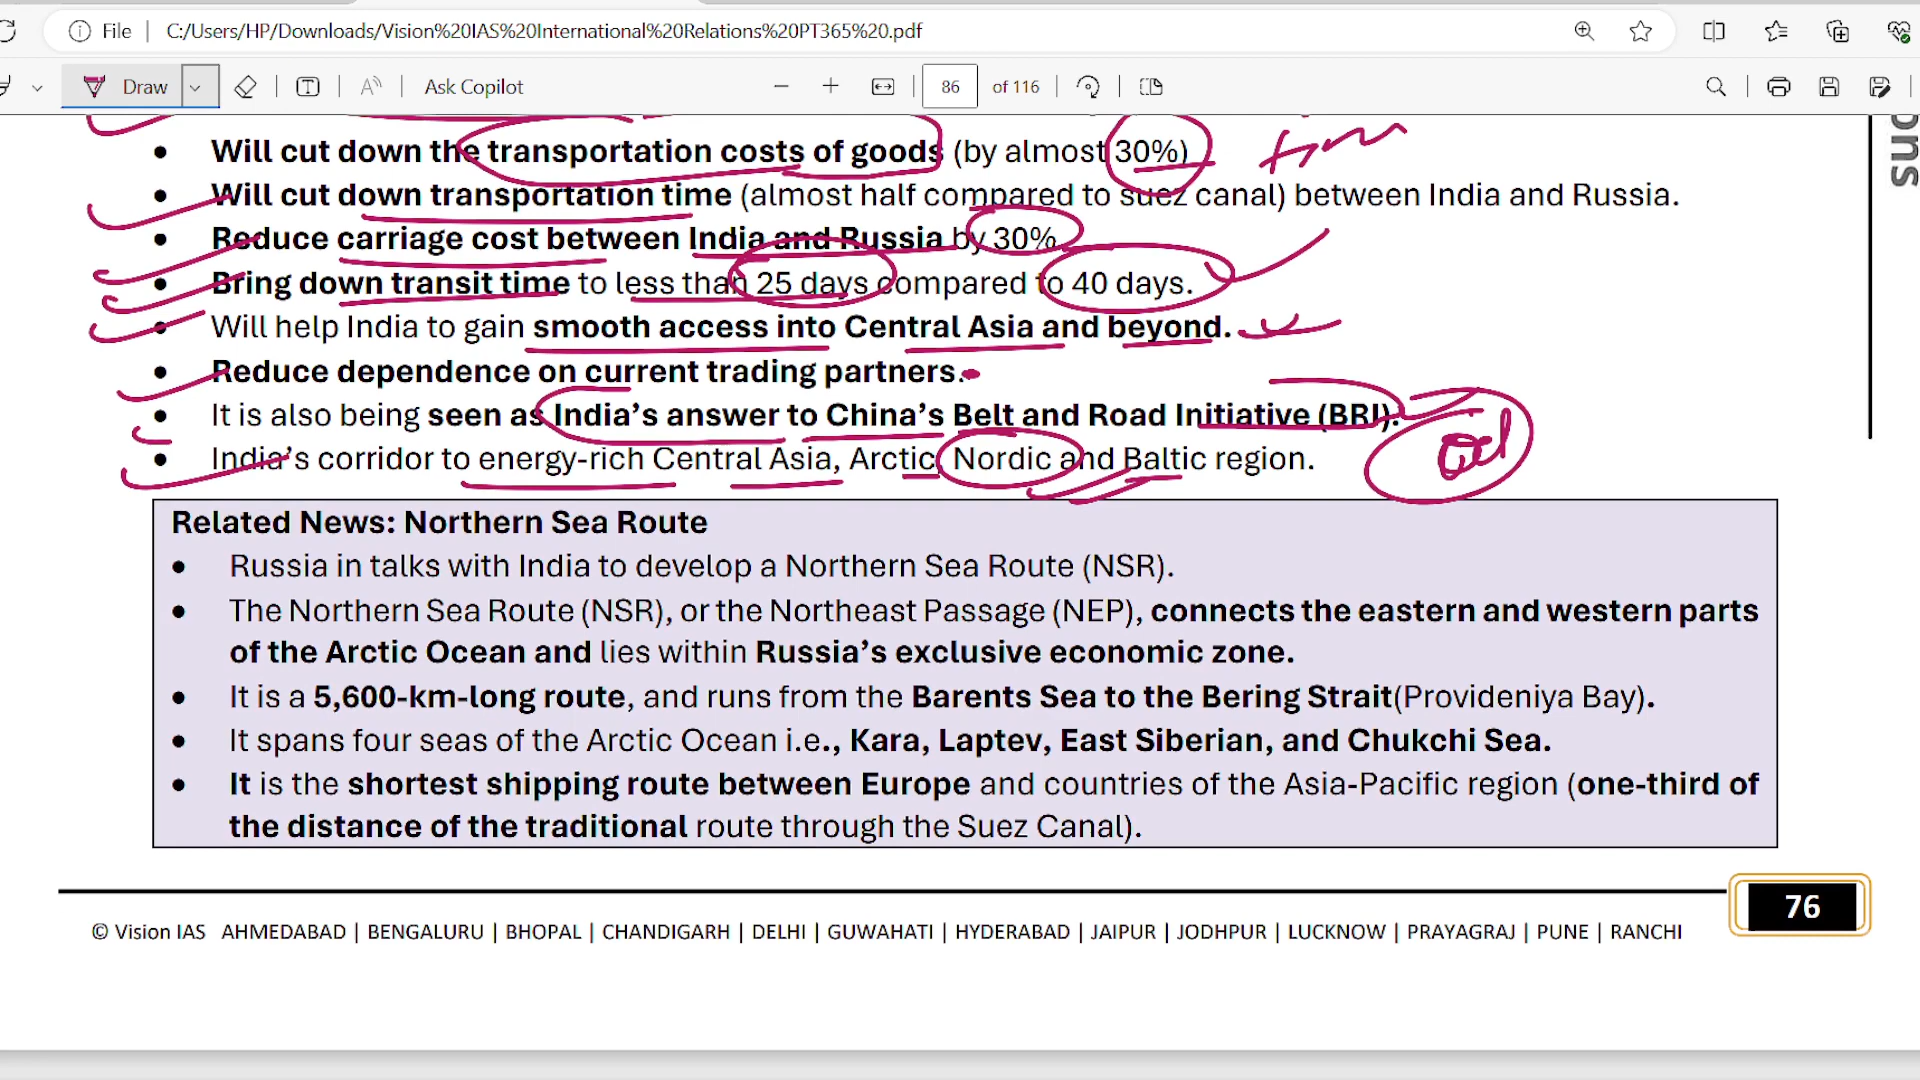 File
C:/Users/HP/Downloads/Vision%20IAS%20International%20Relations%20PT365%20.pdf
Draw
Ask Copilot
86 of 116
ons
• Will cut down the transportation costs of goods (by almost 30%)
• Will cut down transportation time (almost half compared to suez canal) between India and Russia.
• Reduce carriage cost between India and Russia by 30%
• Bring down transit time to less than 25 days compared to 40 days.
• Will help India to gain smooth access into Central Asia and beyond.
• Reduce dependence on current trading partners.
• It is also being seen as India's answer to China's Belt and Road Initiative (BRI).
• India's corridor to energy-rich Central Asia, Arctic, Nordic and Baltic region.
Related News: Northern Sea Route
• Russia in talks with India to develop a Northern Sea Route (NSR).
• The Northern Sea Route (NSR), or the Northeast Passage (NEP), connects the eastern and western parts
of the Arctic Ocean and lies within Russia's exclusive economic zone.
• It is a 5,600-km-long route, and runs from the Barents Sea to the Bering Strait(Provideniya Bay).
• It spans four seas of the Arctic Ocean i.e., Kara, Laptev, East Siberian, and Chukchi Sea.
• It is the shortest shipping route between Europe and countries of the Asia-Pacific region (one-third of
the distance of the traditional route through the Suez Canal).
76
© Vision IAS AHMEDABAD | BENGALURU | BHOPAL | CHANDIGARH | DELHI | GUWAHATI | HYDERABAD | JAIPUR | JODHPUR | LUCKNOW | PRAYAGRAJ | PUNE | RANCHI